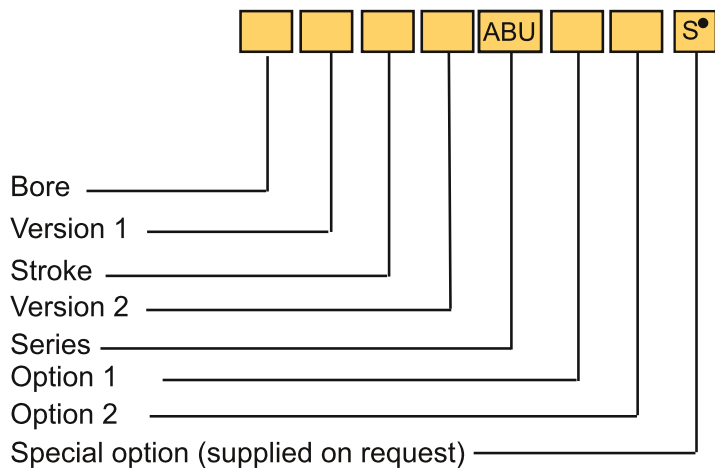 ABU S•
Bore
Version 1
Stroke
Version 2
Series
Option 1
Option 2
Special option (supplied on request)